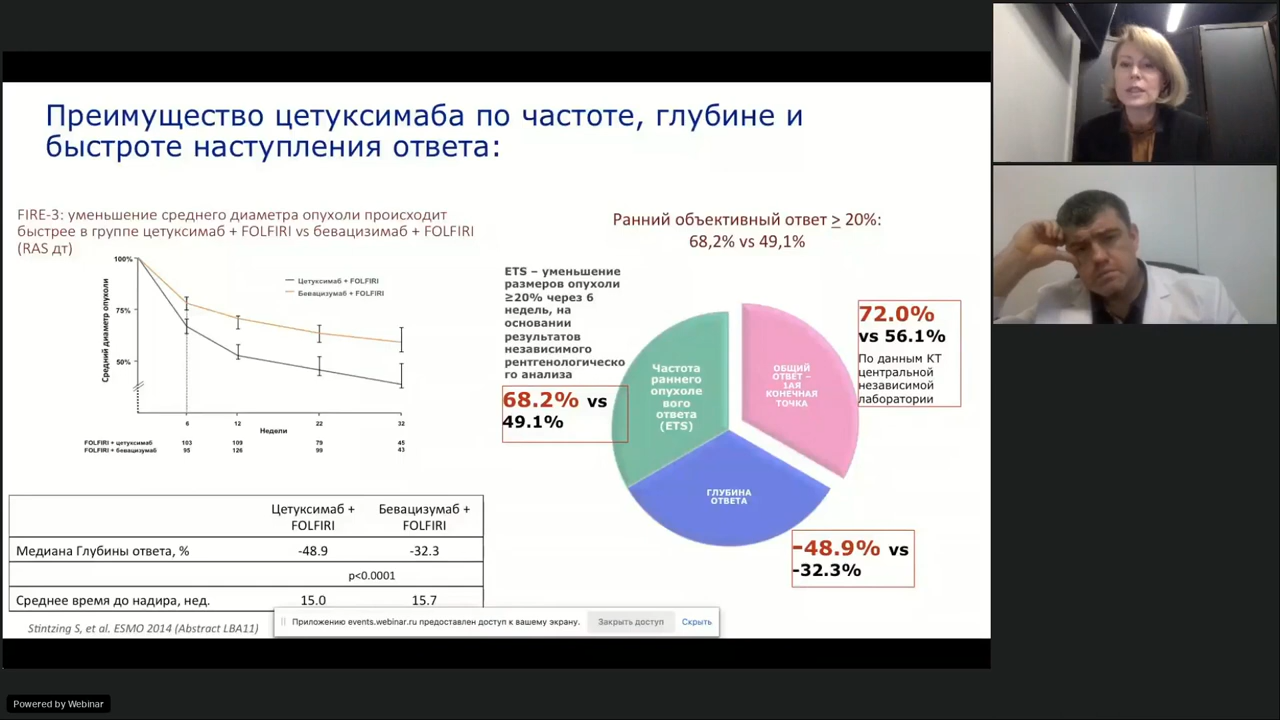 Преимущество цетуксимаба по частоте, глубине и
быстроте наступления ответа:
FIRE-3: уменьшение среднего диаметра опухоли происходит
быстрее в группе цетуксимаб + FOLFIRI vs бевацизимаб + FOLFIRI
(RAS дт)
100%
75%
50%
Средний диаметр опухоли
Цетуксимаб + FOLFIRI
Бевацизумаб + FOLFIRI
6 12 22 32
Недели
FOLFIRI + цетуксимаб 103 109 79 45
FOLFIRI + бевацизумаб 95 126 99 43
Цетуксимаб + Бевацизумаб +
FOLFIRI FOLFIRI
Медиана Глубины ответа, % -48.9 -32.3
p<0.0001
Среднее время до надира, нед. 15.0 15.7
Stintzing S, et al. ESMO 2014 (Abstract LBA11)
Ранний объективный ответ ≥ 20%:
68,2% vs 49,1%
ETS – уменьшение
размеров опухоли
≥20% через 6
недель, на
основании
результатов
независимого
рентгенологическо
го анализа
68.2% vs
49.1%
Частота
раннего
опухоле
вого
ответа
(ETS)
ОБЩИЙ
ОТВЕТ –
1АЯ
КОНЕЧНАЯ
ТОЧКА
72.0%
vs 56.1%
По данным КТ
центральной
независимой
лаборатории
ГЛУБИНА
ОТВЕТА
-48.9% vs
-32.3%
Приложению events.webinar.ru предоставлен доступ к вашему экрану.
Закрыть доступ
Скрыть
Powered by Webinar